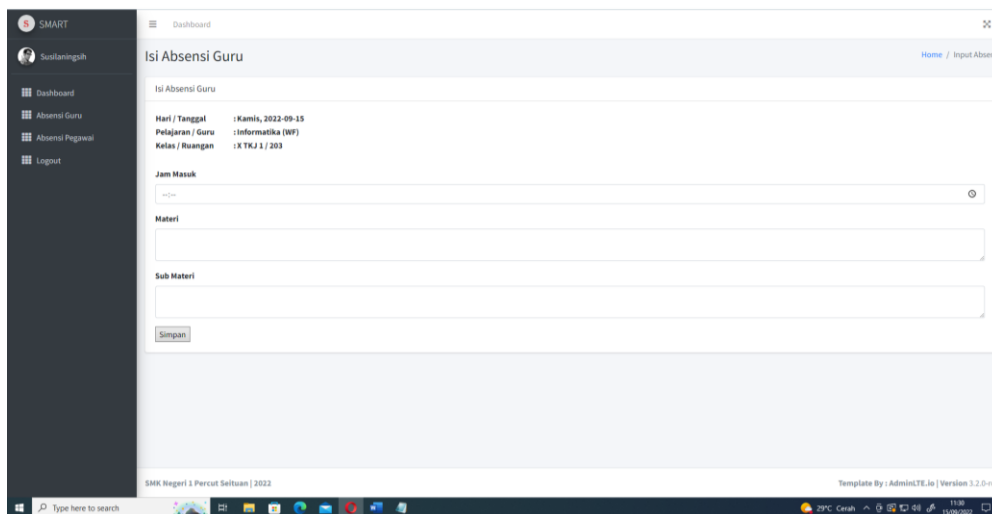 S SMART
Dashboard
Susilaningsih
Isi Absensi Guru
Home / Input Absen
Dashboard
Absensi Guru
Absensi Pegawai
Logout
Isi Absensi Guru
Hari / Tanggal : Kamis, 2022-09-15
Pelajaran / Guru : Informatika (WF)
Kelas / Ruangan : X TKJ 1 / 203
Jam Masuk
--:--
Materi
Sub Materi
Simpan
SMK Negeri 1 Percut Seituan | 2022
Template By : AdminLTE.io | Version 3.2.0-r
Type here to search
29°C Cerah
11:30
15/09/2022